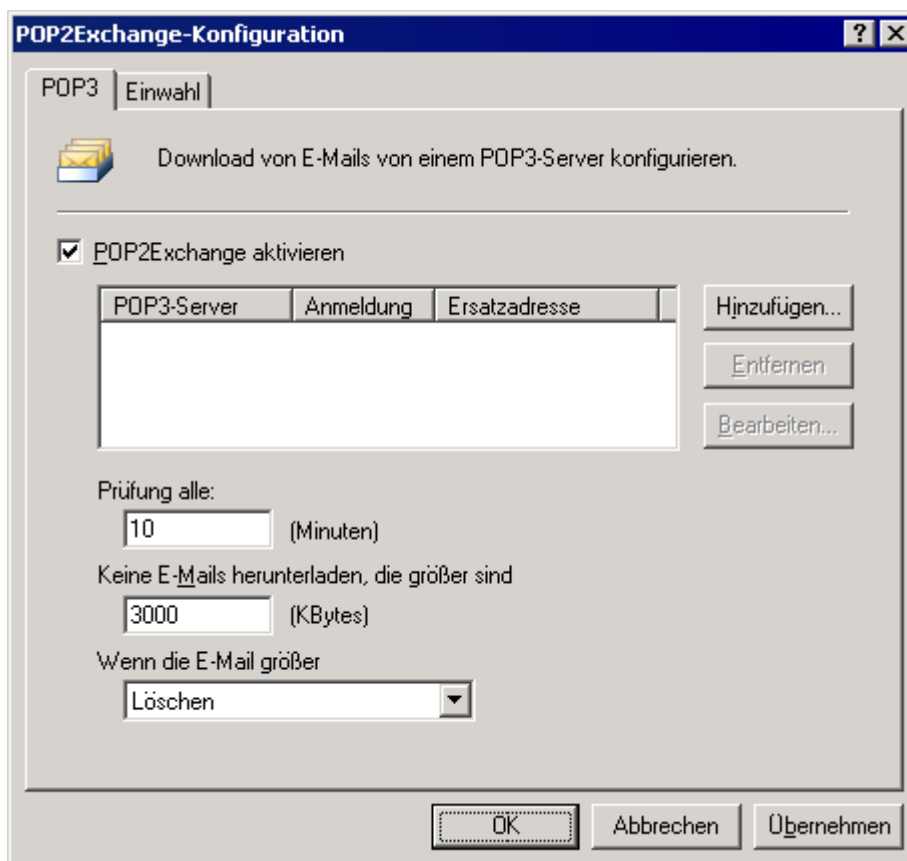 POP2Exchange-Konfiguration
POP3 Einwahl
Download von E-Mails von einem POP3-Server konfigurieren.
POP2Exchange aktivieren
POP3-Server Anmeldung Ersatzadresse
Hinzufügen...
Entfernen
Bearbeiten...
Prüfung alle:
10 (Minuten)
Keine E-Mails herunterladen, die größer sind
3000 (KBytes)
Wenn die E-Mail größer
Löschen
OK Abbrechen Übernehmen